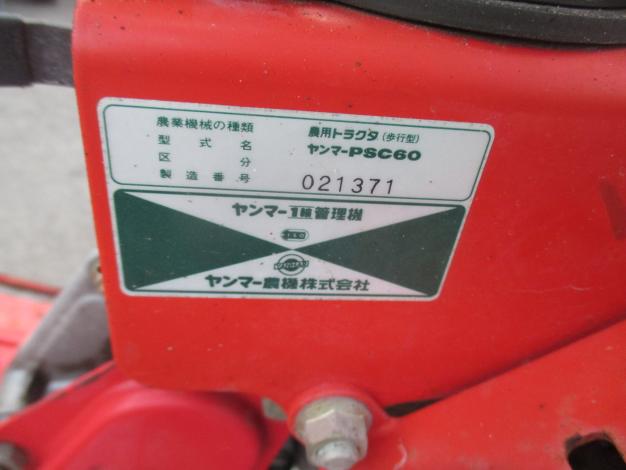 農業機械の種類 農用トラクタ(歩行型)
型式名 ヤンマーPSC60
区分
製造番号 021371
ヤンマー1輪管理機
ヤンマー農機株式会社